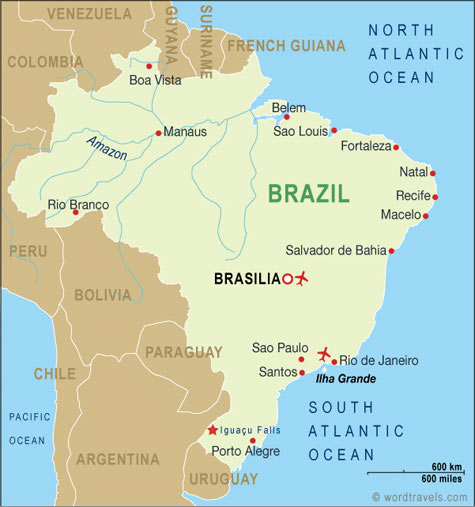 VENEZUELA
GUYANA
SURINAME
FRENCH GUIANA
NORTH
ATLANTIC
OCEAN
COLOMBIA
Boa Vista
Belem
Manaus
Sao Louis
Amazon
Fortaleza
Natal
BRAZIL
Recife
Rio Branco
Macelo
PERU
Salvador de Bahia
BRASILIA
BOLIVIA
PARAGUAY
Sao Paulo
Rio de Janeiro
Santos
Ilha Grande
CHILE
PACIFIC
OCEAN
SOUTH
ATLANTIC
OCEAN
Iguaçu Falls
Porto Alegre
ARGENTINA
URUGUAY
600 km
600 miles
© wordtravels.com